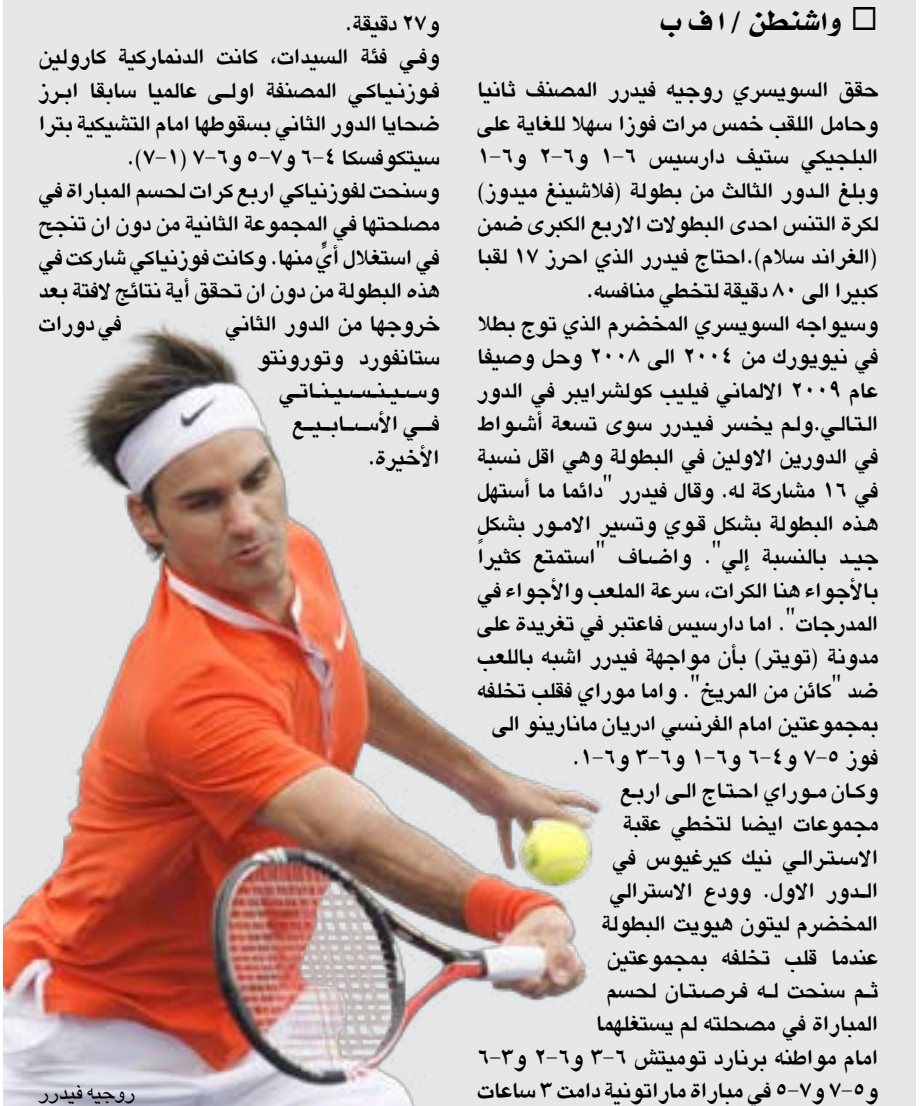 □ واشنطن / ا ف ب
حقق السويسري روجيه فيدرر المصنف ثانيا
وحامل اللقب خمس مرات فوزا سهلا للغاية على
البلجيكي ستيف دارسيس ٦-١ و٦-٢ و٦-١
وبلغ الدور الثالث من بطولة (فلاشينغ ميدوز)
لكرة التنس احدى البطولات الاربع الكبرى ضمن
(الغراند سلام).احتاج فيدرر الذي احرز ١٧ لقبا
كبيرا الى ٨٠ دقيقة لتخطي منافسه.
وسيواجه السويسري المخضرم الذي توج بطلا
في نيويورك من ٢٠٠٤ الى ٢٠٠٨ وحل وصيفا
عام ٢٠٠٩ الالماني فيليب كولشرايبر في الدور
التالي.ولم يخسر فيدرر سوى تسعة أشواط
في الدورين الاولين في البطولة وهي اقل نسبة
في ١٦ مشاركة له. وقال فيدرر "دائما ما أستهل
هذه البطولة بشكل قوي وتسير الامور بشكل
جيد بالنسبة إلي". واضاف "استمتع كثيراً
بالأجواء هنا الكرات، سرعة الملعب والأجواء في
المدرجات". اما دارسيس فاعتبر في تغريدة على
مدونة (تويتر) بأن مواجهة فيدرر اشبه باللعب
ضد "كائن من المريخ". واما موراي فقلب تخلفه
بمجموعتين امام الفرنسي ادريان مانارينو الى
فوز ٥-٧ و٤-٦ و٦-١ و٦-٣ و٦-١.
وكان موراي احتاج الى اربع
مجموعات ايضا لتخطي عقبة
الاسترالي نيك كيرغيوس في
الدور الاول. وودع الاسترالي
المخضرم ليتون هيويت البطولة
عندما قلب تخلفه بمجموعتين
ثم سنحت له فرصتان لحسم
المباراة في مصحلته لم يستغلهما
امام مواطنه برنارد توميتش ٦-٣ و٦-٢ و٣-٦
و٥-٧ و٧-٥ في مباراة ماراتونية دامت ٣ ساعات
و٢٧ دقيقة.
وفي فئة السيدات، كانت الدنماركية كارولين
فوزنياكي المصنفة اولى عالميا سابقا ابرز
ضحايا الدور الثاني بسقوطها امام التشيكية بترا
سيتكوفسكا ٤-٦ و٧-٥ و٦-٧ (١-٧).
وسنحت لفوزنياكي اربع كرات لحسم المباراة في
مصلحتها في المجموعة الثانية من دون ان تنجح
في استغلال أيٍّ منها. وكانت فوزنياكي شاركت في
هذه البطولة من دون ان تحقق أية نتائج لافتة بعد
خروجها من الدور الثاني في دورات
ستانفورد وتورونتو
وسينسيناتي
في الأسابيع
الأخيرة.
روجيه فيدرر